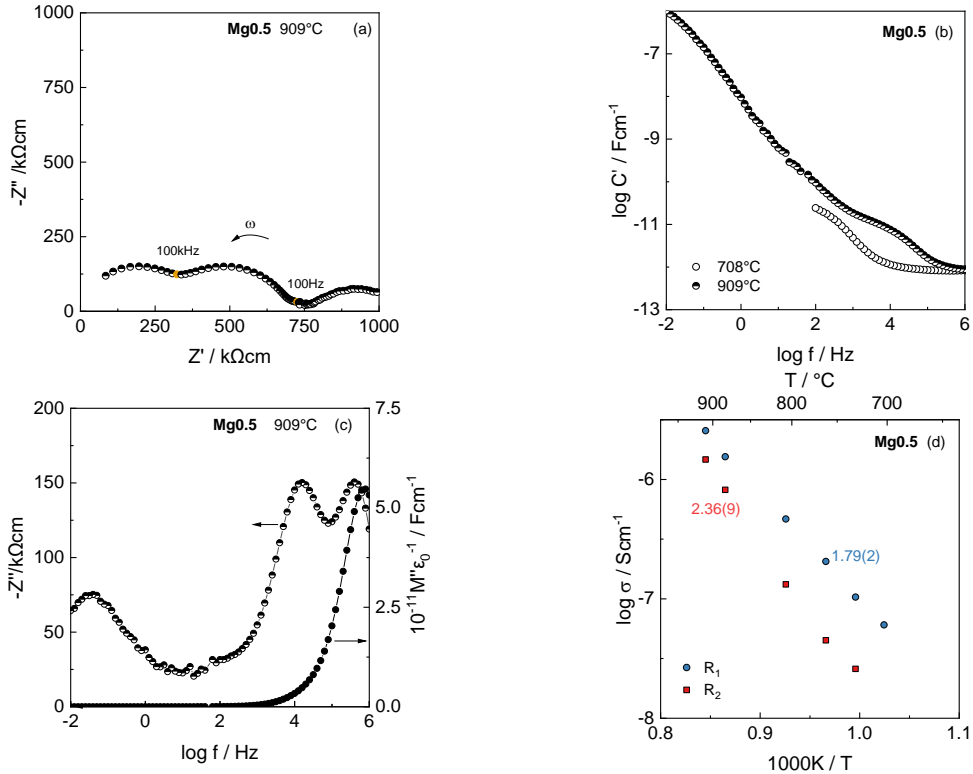 Mg0.5 909°C (a)
1000
750
500
250
0
-Z'' /kΩcm
ω
100kHz
100Hz
0 250 500 750 1000
Z' / kΩcm
Mg0.5 (b)
-7
-9
-11
-13
log C' / Fcm-1
708°C
909°C
-2 0 2 4 6
log f / Hz
Mg0.5 909°C (c)
200
150
100
50
0
-Z''/kΩcm
7.5
5.0
2.5
0.0
10-11M''ε0-1 / Fcm-1
-2 0 2 4 6
log f / Hz
T / °C
900 800 700
Mg0.5 (d)
-6
-7
-8
log σ / Scm-1
2.36(9)
1.79(2)
R1
R2
0.8 0.9 1.0 1.1
1000K / T